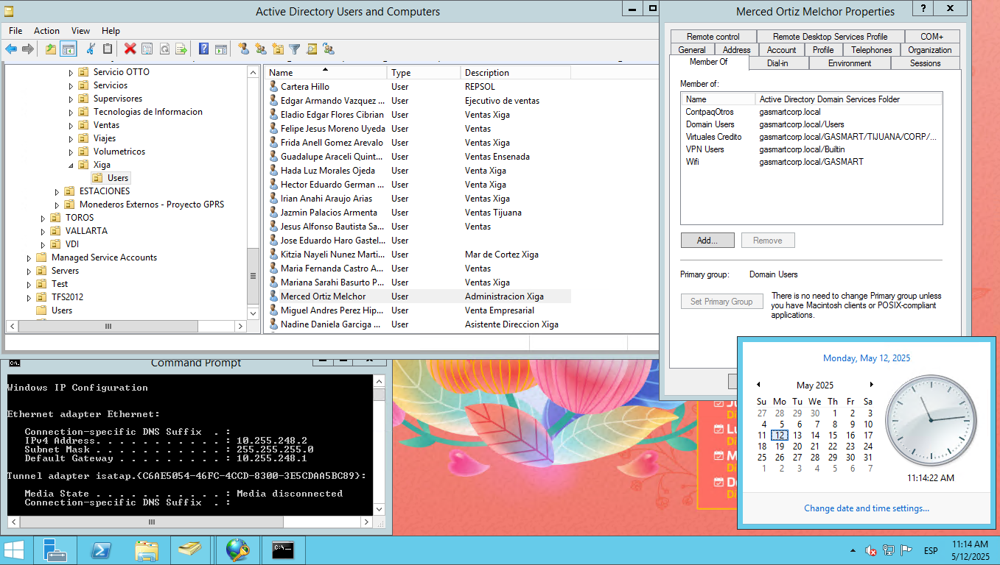 Active Directory Users and Computers
File Action View Help
Servicio OTTO
Servicios
Supervisores
Tecnologias de Informacion
Ventas
Viajes
Volumetricos
Xiga
Users
ESTACIONES
Monederos Externos - Proyecto GPRS
TOROS
VALLARTA
VDI
Managed Service Accounts
Servers
Test
TFS2012
Users
Name Type Description
Cartera Hillo User REPSOL
Edgar Armando Vazquez ... User Ejecutivo de ventas
Eladio Edgar Flores Cibrian User Ventas Xiga
Felipe Jesus Moreno Uyeda User Ventas
Frida Anell Gomez Arevalo User Ventas Xiga
Guadalupe Araceli Quint... User Ventas Ensenada
Hada Luz Morales Ojeda User Venta Xiga
Hector Eduardo German ... User Ventas Xiga
Irian Anahi Araujo Arias User Ventas Xiga
Jazmin Palacios Armenta User Ventas Tijuana
Jesus Alfonso Bautista Sa... User Ventas
Jose Eduardo Haro Gastel... User
Kitzia Nayeli Nunez Marti... User Mar de Cortez Xiga
Maria Fernanda Castro A... User Ventas
Mariana Sarahi Basurto P... User Ventas Xiga
Merced Ortiz Melchor User Administracion Xiga
Miguel Andres Perez Hip... User Venta Empresarial
Nadine Daniela Garciga ... User Asistente Direccion Xiga
Merced Ortiz Melchor Properties
Remote control Remote Desktop Services Profile COM+
General Address Account Profile Telephones Organization
Member Of Dial-in Environment Sessions
Member of:
Name Active Directory Domain Services Folder
ContpaqOtros gasmartcorp.local
Domain Users gasmartcorp.local/Users
Virtuales Credito gasmartcorp.local/GASMART/TIJUANA/CORP/...
VPN Users gasmartcorp.local/Builtin
Wifi gasmartcorp.local/GASMART
Add... Remove
Primary group: Domain Users
Set Primary Group
There is no need to change Primary group unless
you have Macintosh clients or POSIX-compliant
applications.
Command Prompt
Windows IP Configuration
Ethernet adapter Ethernet:
Connection-specific DNS Suffix . :
IPv4 Address. . . . . . . . . . . : 10.255.248.2
Subnet Mask . . . . . . . . . . . : 255.255.255.0
Default Gateway . . . . . . . . . : 10.255.248.1
Tunnel adapter isatap.{C6AE5054-46FC-4CCD-8300-3E5CDAA5BC89}:
Media State . . . . . . . . . . . : Media disconnected
Connection-specific DNS Suffix . :
Monday, May 12, 2025
May 2025
Su Mo Tu We Th Fr Sa
27 28 29 30 1 2 3
4 5 6 7 8 9 10
11 12 13 14 15 16 17
18 19 20 21 22 23 24
25 26 27 28 29 30 31
1 2 3 4 5 6 7
11:14:22 AM
Change date and time settings...
ESP
11:14 AM
5/12/2025